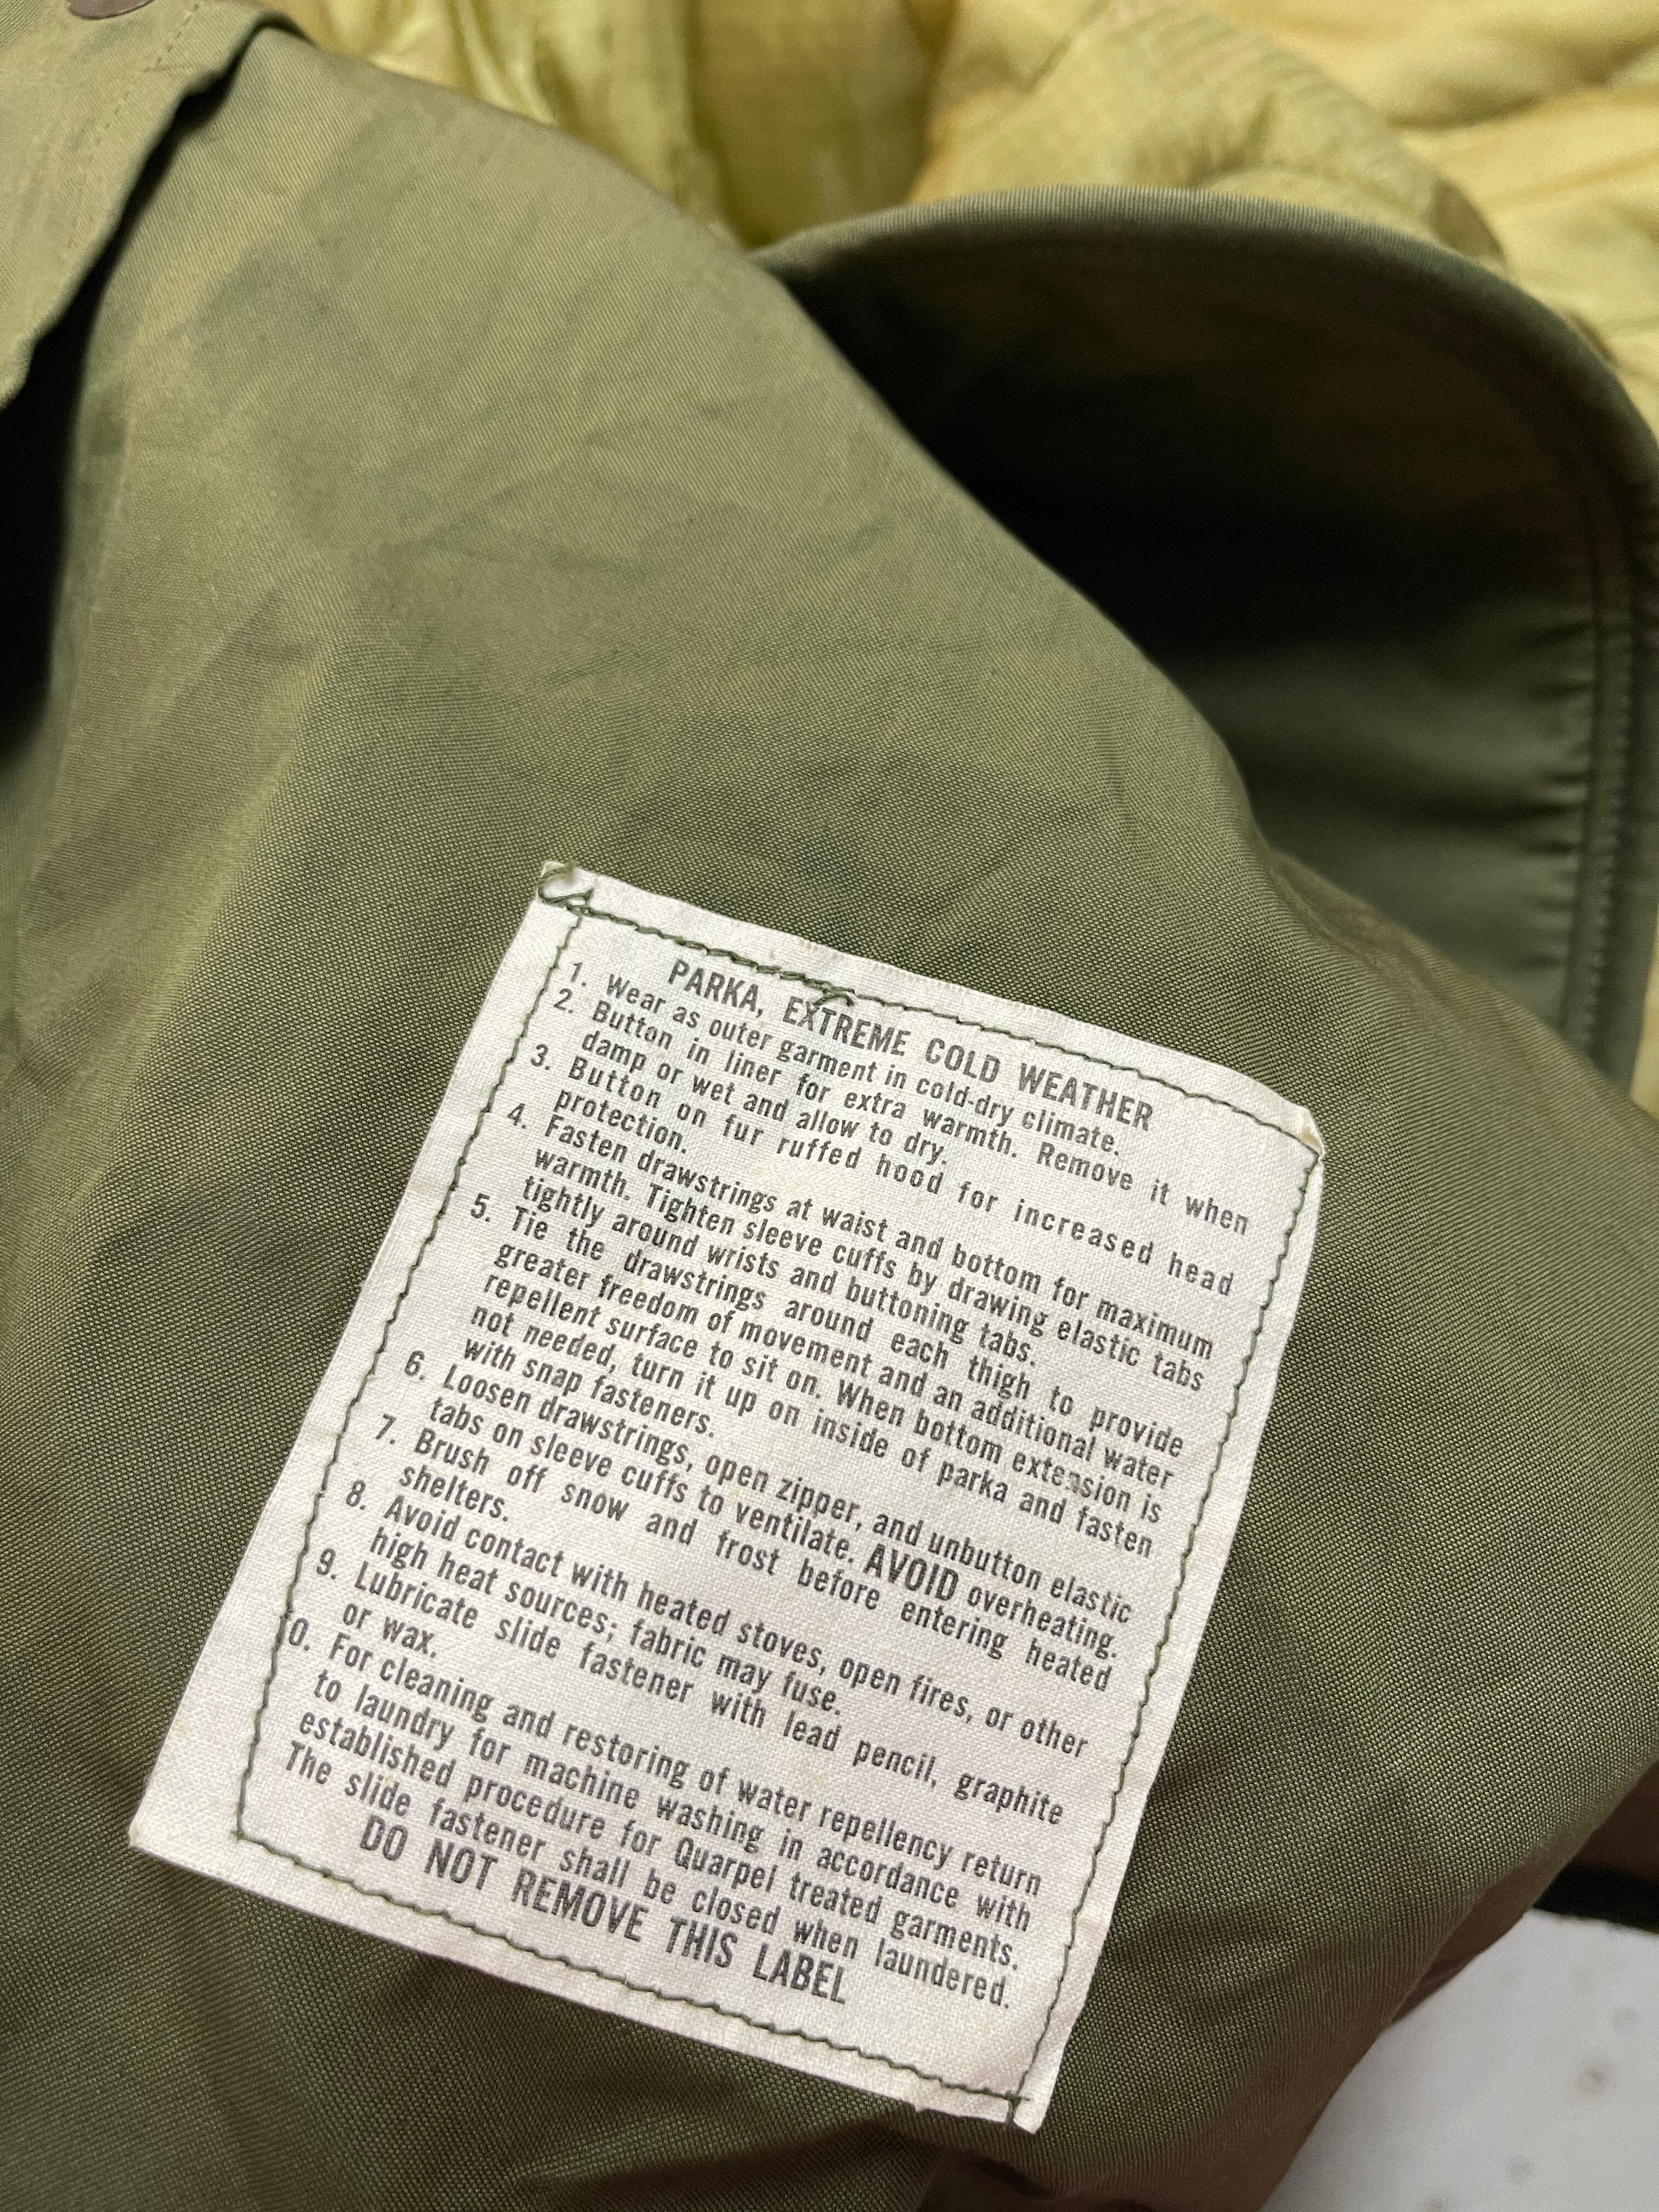 PARKA, EXTREME COLD WEATHER
1. Wear as outer garment in cold-dry climate.
2. Button in liner for extra warmth. Remove it when
damp or wet and allow to dry.
3. Button on fur ruffed hood for increased head
protection.
4. Fasten drawstrings at waist and bottom for maximum
warmth. Tighten sleeve cuffs by drawing elastic tabs
tightly around wrists and buttoning tabs.
5. Tie the drawstrings around each thigh to provide
greater freedom of movement and an additional water
repellent surface to sit on. When bottom extension is
not needed, turn it up on inside of parka and fasten
with snap fasteners.
6. Loosen drawstrings, open zipper, and unbutton elastic
tabs on sleeve cuffs to ventilate. AVOID overheating.
7. Brush off snow and frost before entering heated
shelters.
8. Avoid contact with heated stoves, open fires, or other
high heat sources; fabric may fuse.
9. Lubricate slide fastener with lead pencil, graphite
or wax.
10. For cleaning and restoring of water repellency return
to laundry for machine washing in accordance with
established procedure for Quarpel treated garments.
The slide fastener shall be closed when laundered.
DO NOT REMOVE THIS LABEL